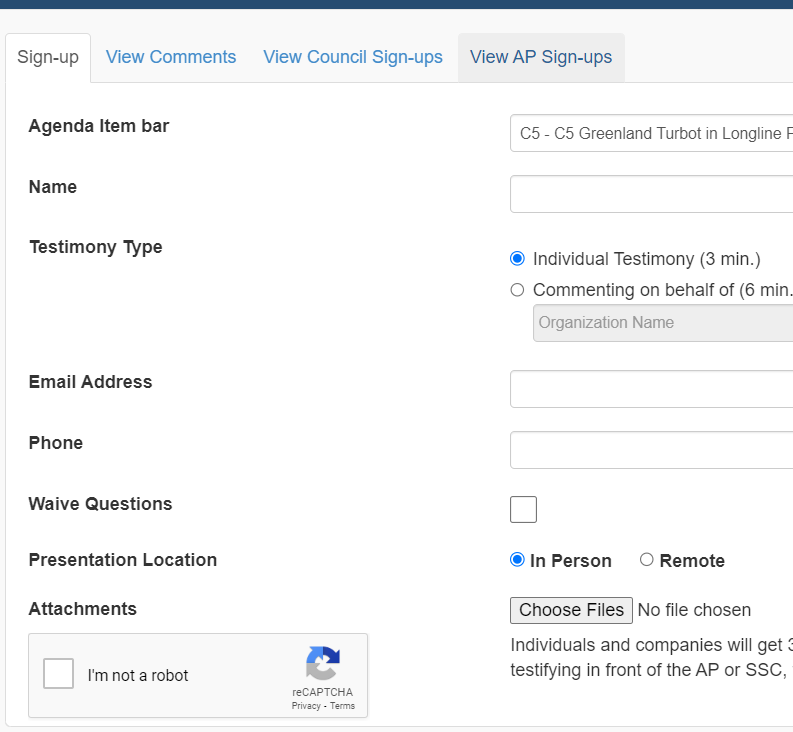 Sign-up View Comments View Council Sign-ups View AP Sign-ups
Agenda Item bar C5 - C5 Greenland Turbot in Longline
Name
Testimony Type
Individual Testimony (3 min.)
Commenting on behalf of (6 min.
Organization Name
Email Address
Phone
Waive Questions
Presentation Location In Person Remote
Attachments Choose Files No file chosen
Individuals and companies will get 3
testifying in front of the AP or SSC,
I'm not a robot
reCAPTCHA
Privacy - Terms